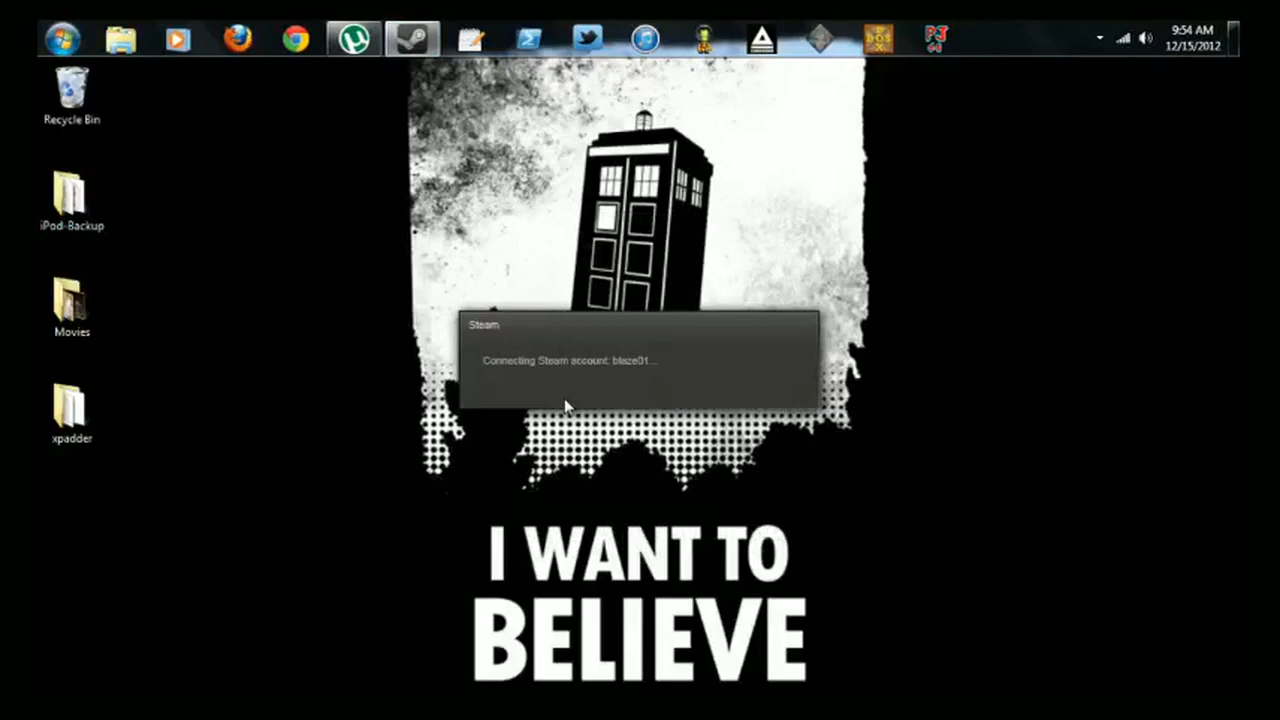 9:54 AM
12/15/2012
Recycle Bin
iPod-Backup
Movies
xpadder
Steam
Connecting Steam account: blaze01...
I WANT TO
BELIEVE